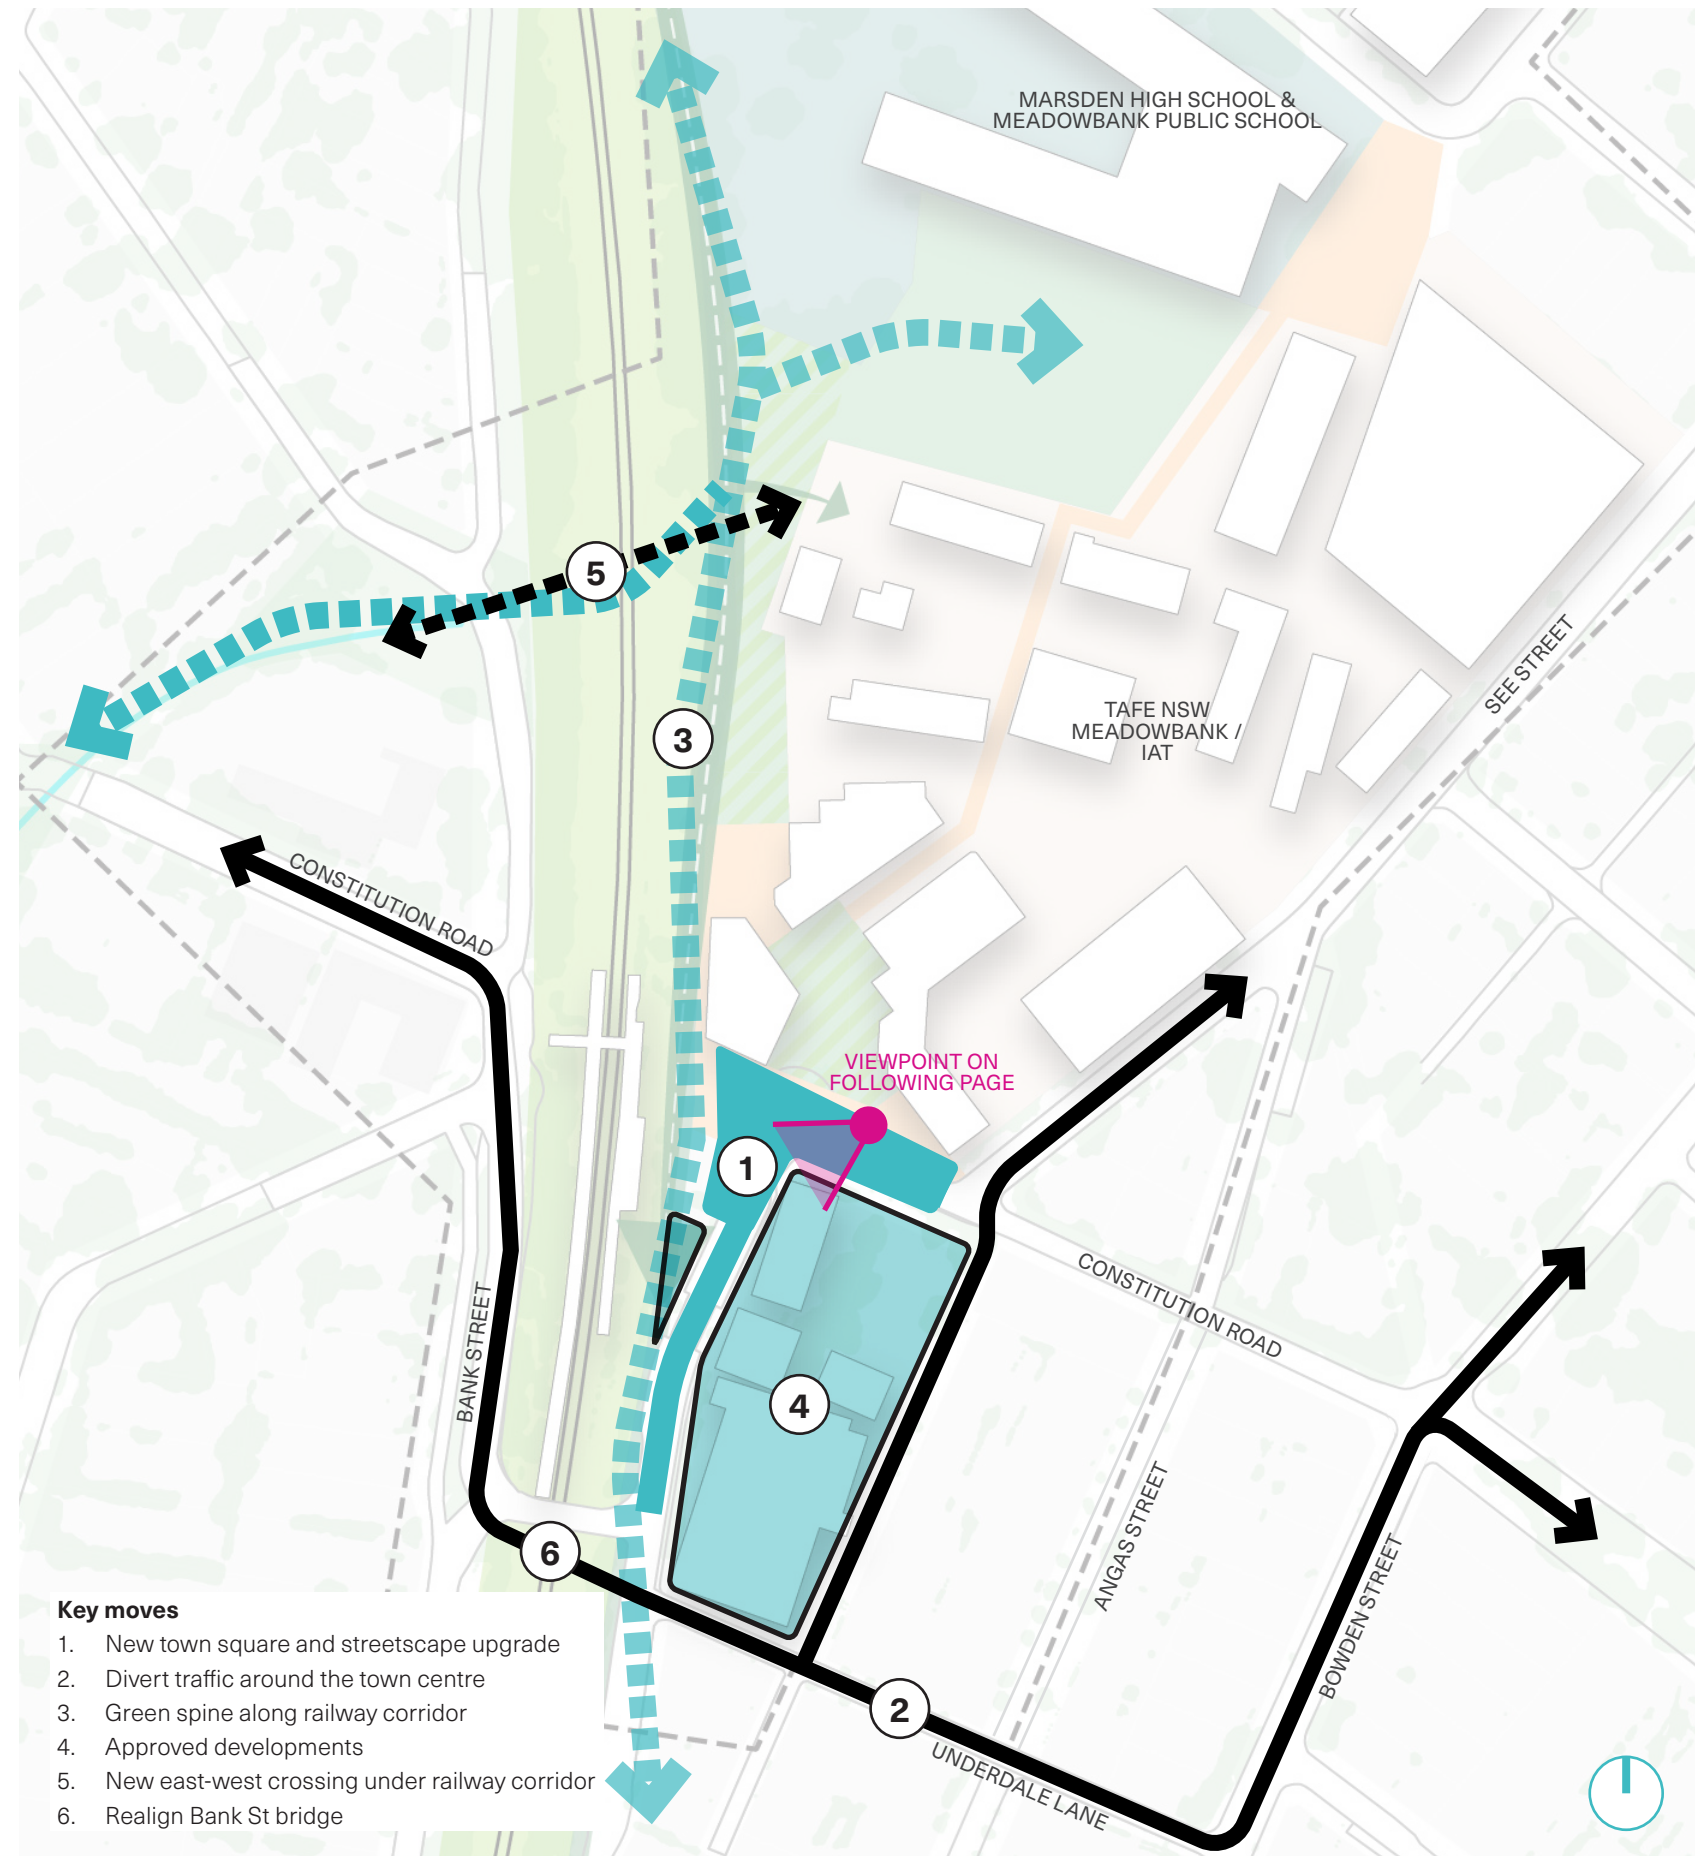 MARSDEN HIGH SCHOOL &
MEADOWBANK PUBLIC SCHOOL
5
3
SEE STREET
TAFE NSW
MEADOWBANK /
IAT
CONSTITUTION ROAD
VIEWPOINT ON
FOLLOWING PAGE
1
CONSTITUTION ROAD
BANK STREET
4
ANGAS STREET
BOWDEN STREET
6
2
UNDERDALE LANE
Key moves
1. New town square and streetscape upgrade
2. Divert traffic around the town centre
3. Green spine along railway corridor
4. Approved developments
5. New east-west crossing under railway corridor
6. Realign Bank St bridge